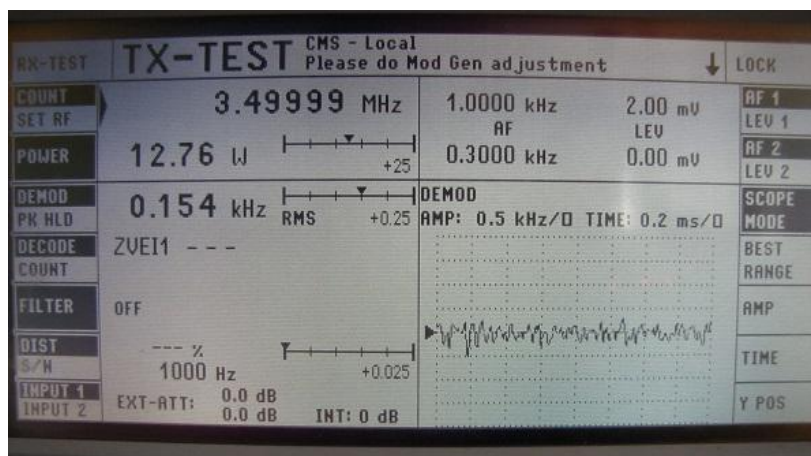 RX-TEST TX-TEST CMS - Local
Please do Mod Gen adjustment LOCK
COUNT
SET RF
3.49999 MHz
1.0000 kHz 2.00 mV
AF LEV
0.3000 kHz 0.00 mV
AF 1
LEV 1
AF 2
LEV 2
POWER
12.76 W
+25
DEMOD
PK HLD
0.154 kHz
RMS +0.25
DEMOD
AMP: 0.5 kHz/□ TIME: 0.2 ms/□
SCOPE
MODE
DECODE
COUNT
ZVEI1 - - -
BEST
RANGE
FILTER
OFF
AMP
DIST
S/N
--- %
1000 Hz
+0.025
TIME
INPUT 1
INPUT 2
EXT-ATT: 0.0 dB
0.0 dB INT: 0 dB
Y POS